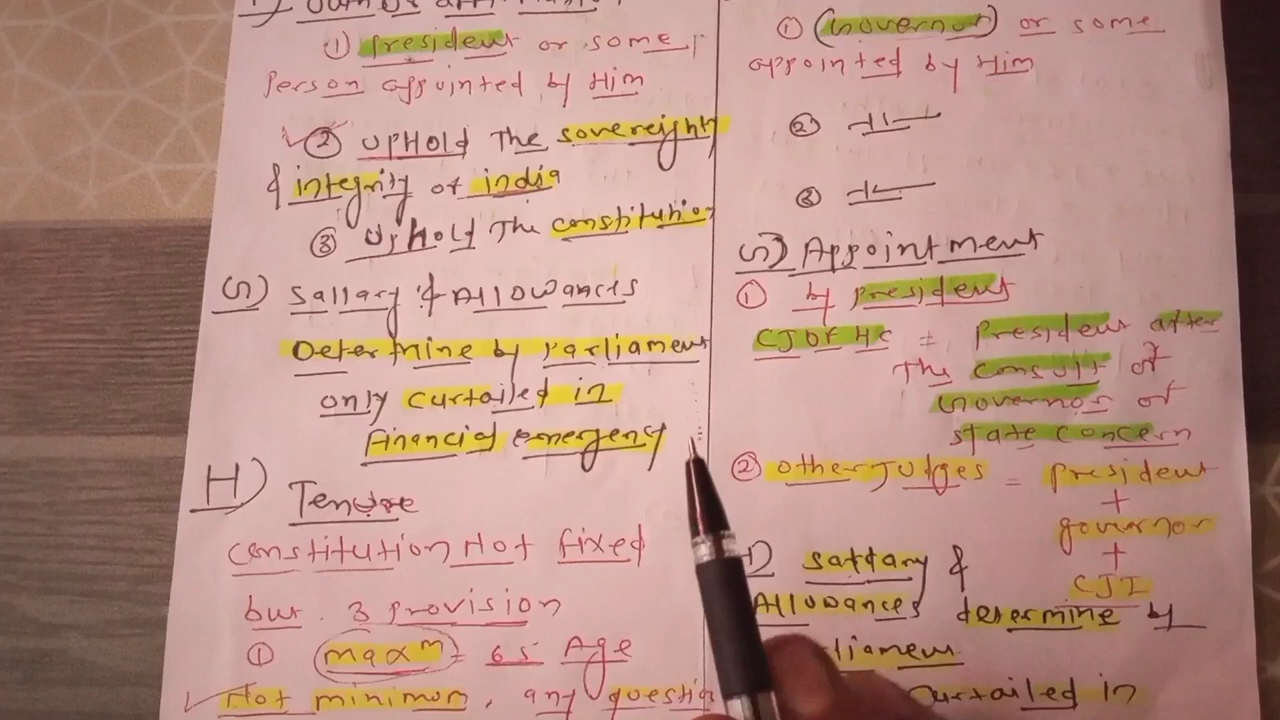 ① president or some
person appointed by Him
② UPHold The sovereighty
& integrity of india
③ UpHold The constitution
G) Sallary & Allowances
Determine by Parliament
only curtailed in
Financial emergency
H) Tenure
constitution Not fixed
but 3 provision
① maxm = 65 Age
Not minimum, any questio
① (Governor) or some
appointed by Him
②
③
G) Appointment
① by president
CJ OF HC = President after
The consult of
Governor of
state concern
② other Judges = president
+
governor
+
CJI
Sallary &
Allowances determine by
liament
curtailed in